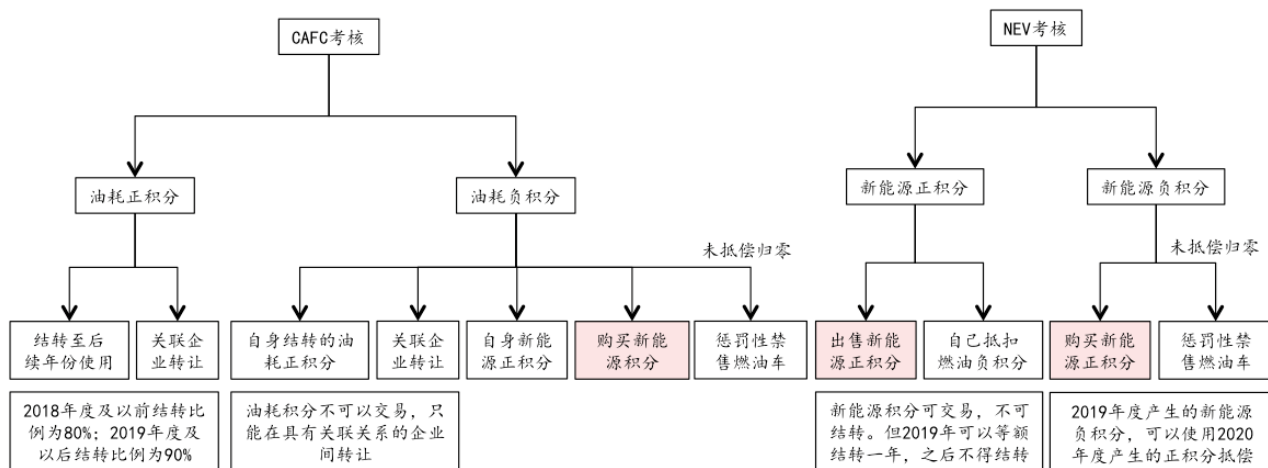 CAFC考核
NEV考核
油耗正积分
油耗负积分
新能源正积分
新能源负积分
未抵偿归零
未抵偿归零
结转至后
续年份使用
关联企
业转让
自身结转的油
耗正积分
关联企
业转让
自身新能
源正积分
购买新能
源积分
惩罚性禁
售燃油车
出售新能
源正积分
自己抵扣
燃油负积分
购买新能
源正积分
惩罚性禁
售燃油车
2018年度及以前结转比
例为80%；2019年度及
以后结转比例为90%
油耗积分不可以交易，只
能在具有关联关系的企业
间转让
新能源积分可交易，不可
结转。但2019年可以等额
结转一年，之后不得结转
2019年度产生的新能源
负积分，可以使用2020
年度产生的正积分抵偿